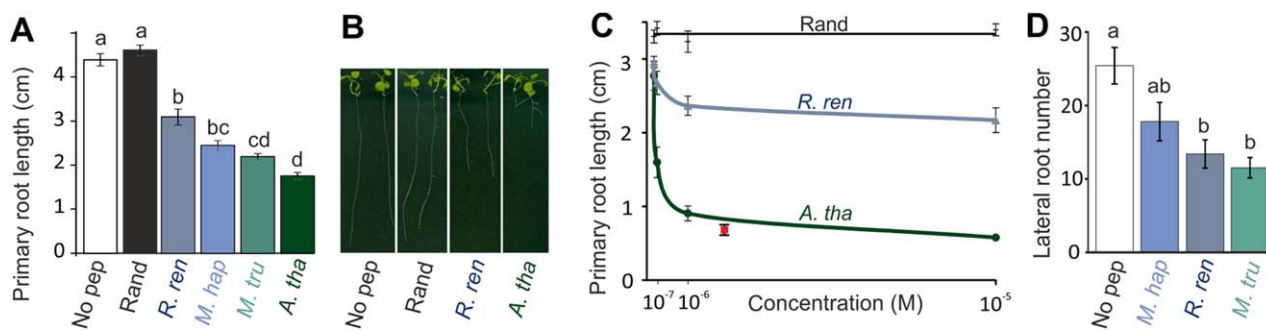 A
Primary root length (cm)
4
3
2
1
0
a
a
b
bc
cd
d
No pep
Rand
R. ren
M. hap
M. tru
A. tha
B
No pep
Rand
R. ren
A. tha
C
Primary root length (cm)
3
2
1
0
Rand
R. ren
A. tha
10⁻⁷
10⁻⁶
Concentration (M)
10⁻⁵
D
Lateral root number
30
20
10
0
a
ab
b
b
No pep
M. hap
R. ren
M. tru